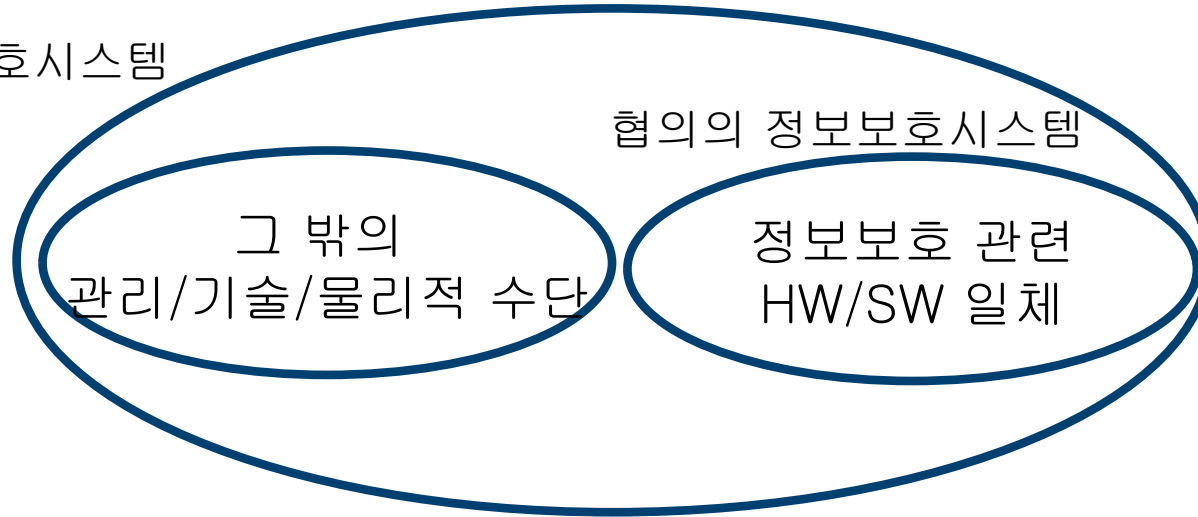 호시스템
협의의 정보보호시스템
그 밖의
관리/기술/물리적 수단
정보보호 관련
HW/SW 일체